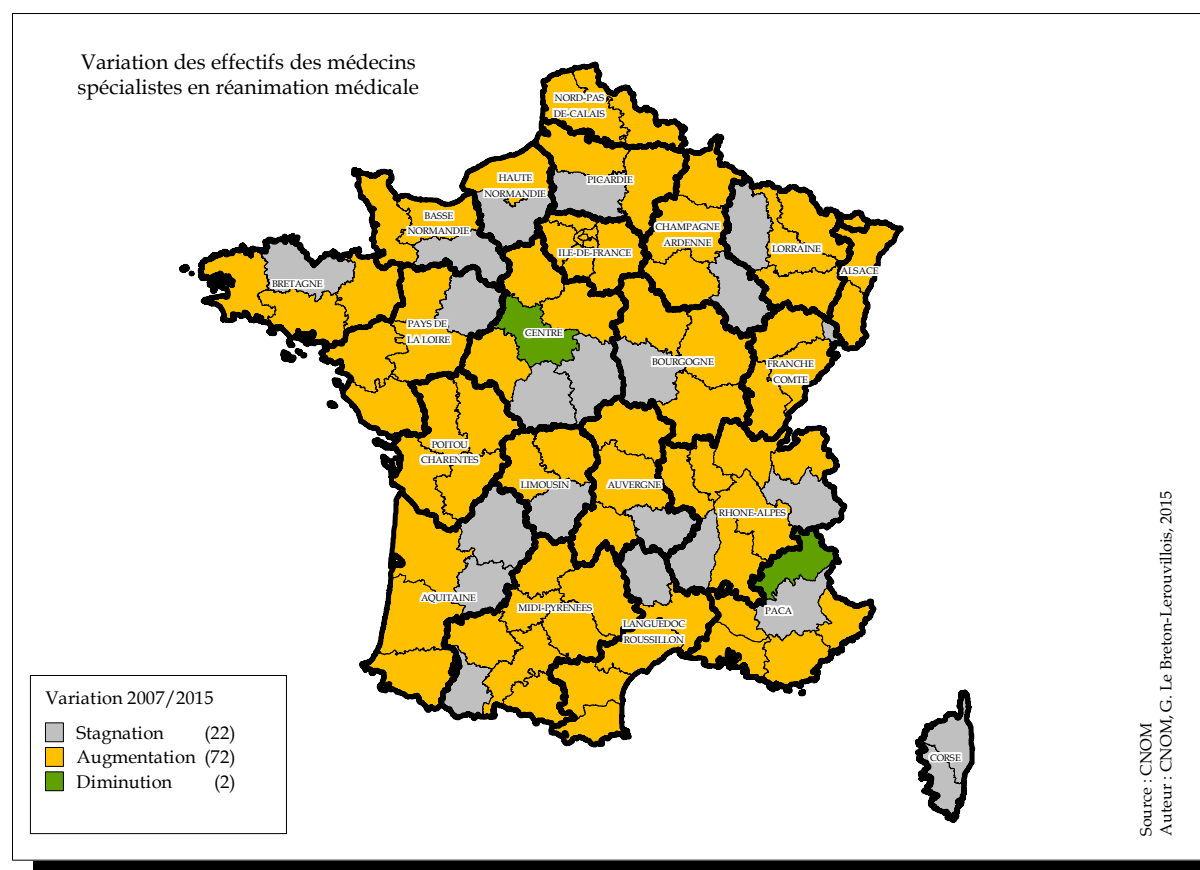 Variation des effectifs des médecins
spécialistes en réanimation médicale
NORD-PAS
DE-CALAIS
HAUTE
NORMANDIE
PICARDIE
BASSE
NORMANDIE
CHAMPAGNE
ARDENNE
ILE-DE-FRANCE
LORRAINE
ALSACE
BRETAGNE
PAYS DE
LA LOIRE
CENTRE
BOURGOGNE
FRANCHE
COMTE
POITOU
CHARENTES
LIMOUSIN
AUVERGNE
RHONE-ALPES
AQUITAINE
MIDI-PYRENEES
LANGUEDOC
ROUSSILLON
PACA
CORSE
Variation 2007/2015
Stagnation (22)
Augmentation (72)
Diminution (2)
Source : CNOM
Auteur : CNOM, G. Le Breton-Lerouvillois, 2015